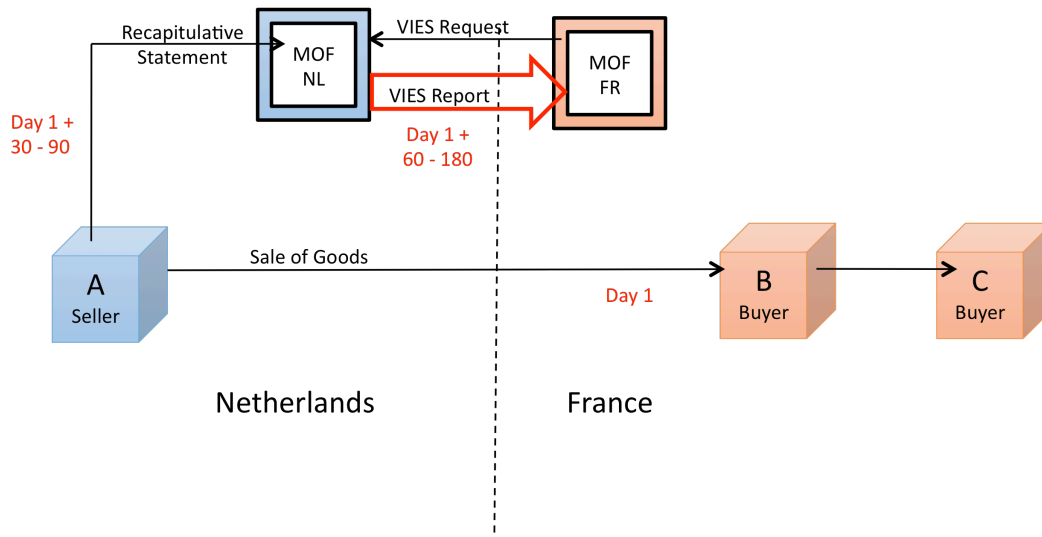 Recapitulative
Statement
VIES Request
MOF
NL
MOF
FR
VIES Report
Day 1 +
30 - 90
Day 1 +
60 - 180
Sale of Goods
A
Seller
B
Buyer
C
Buyer
Day 1
Netherlands
France